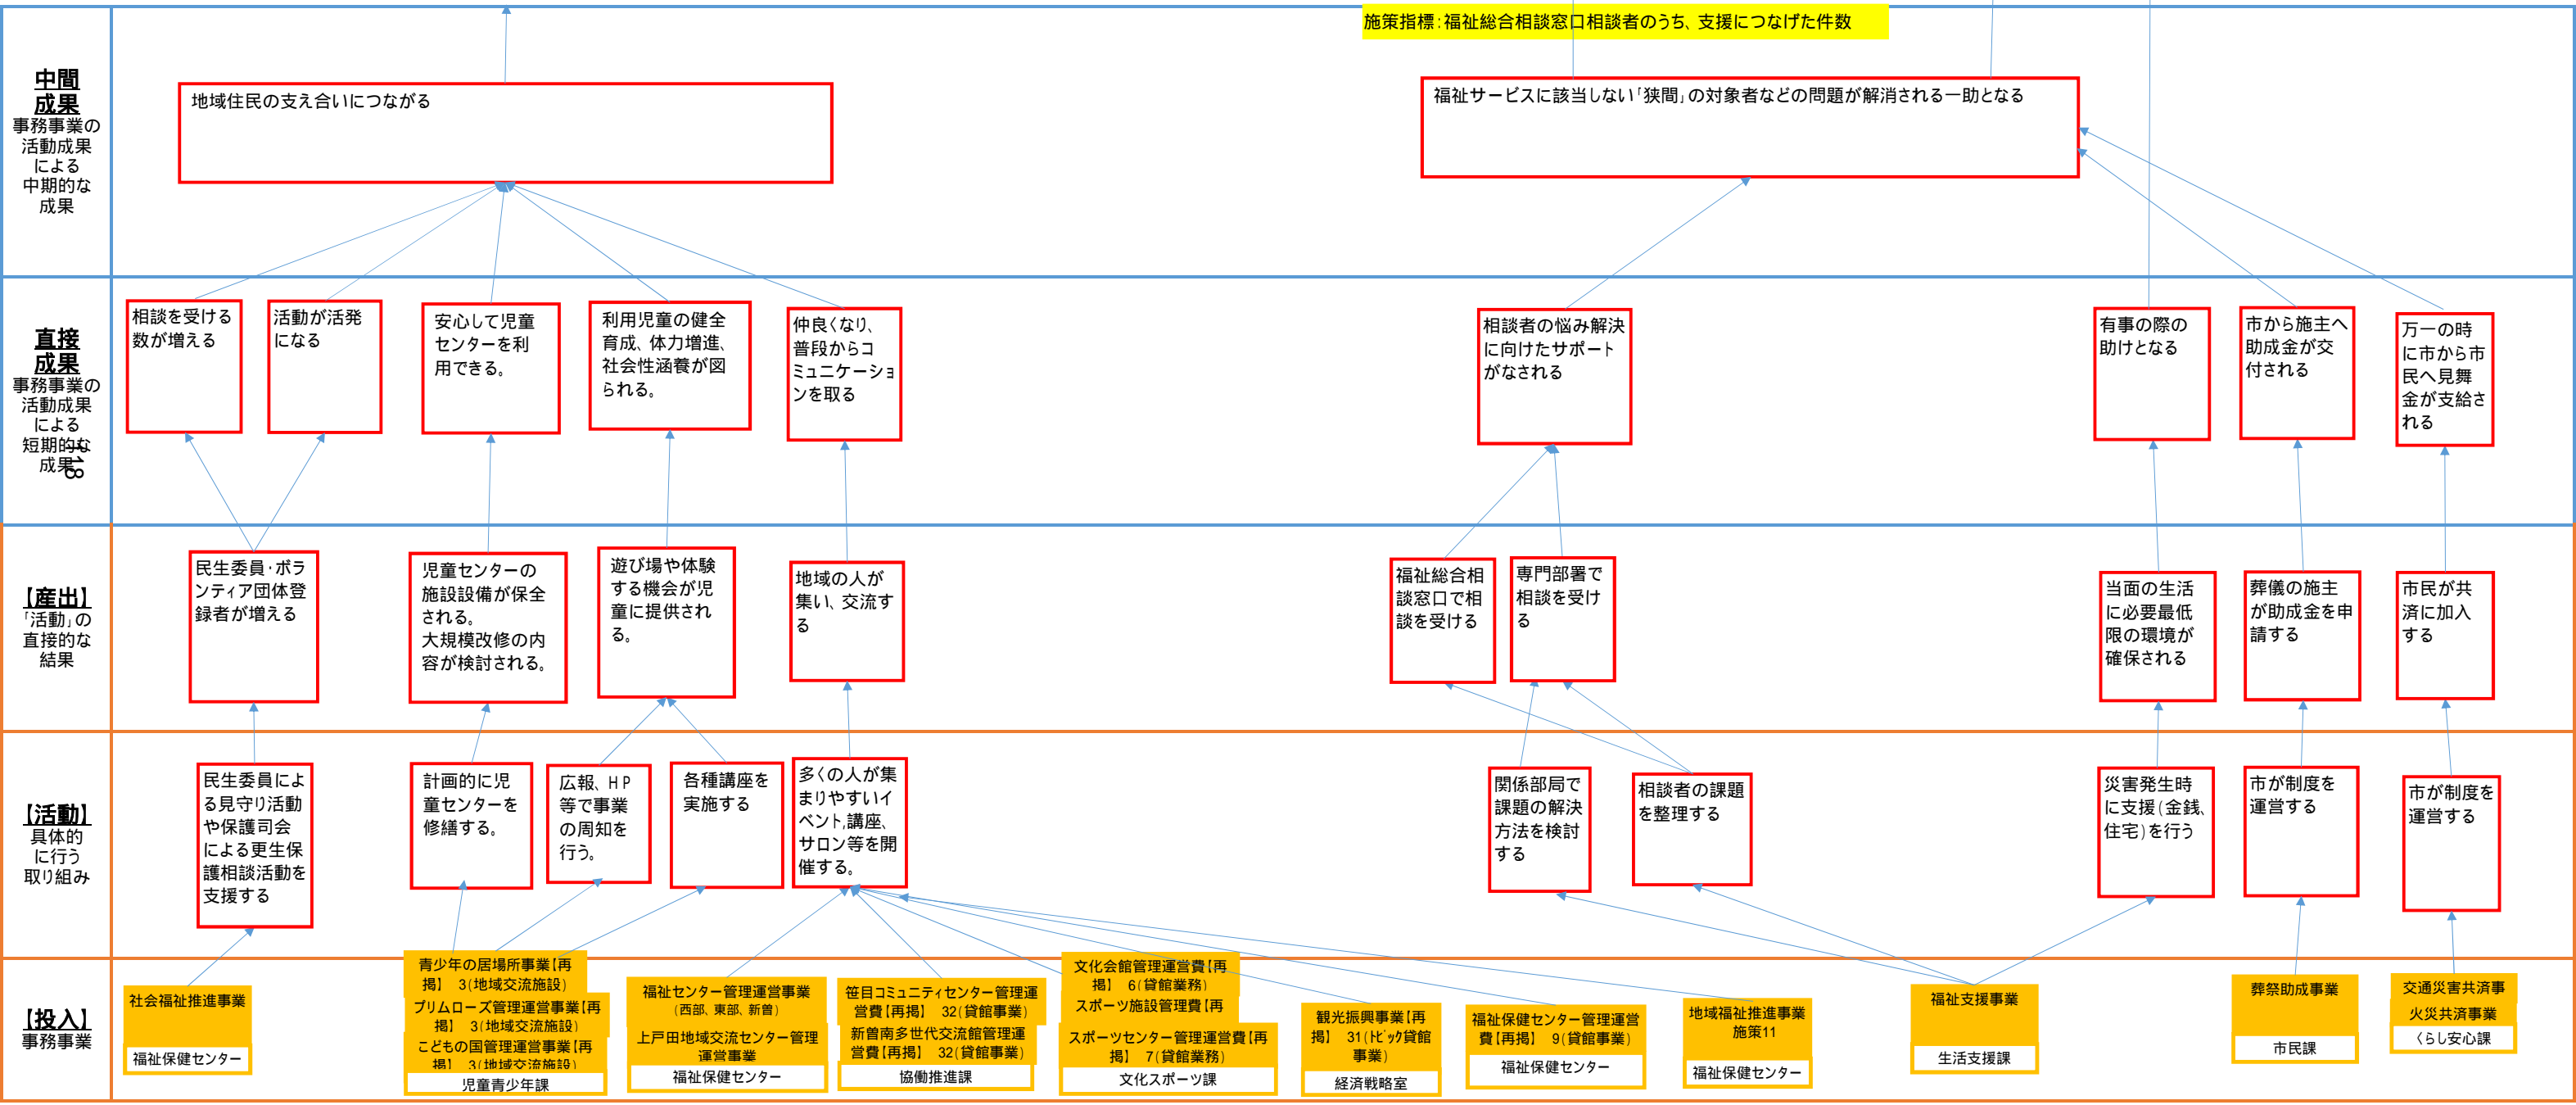 施策指標：福祉総合相談窓口相談者のうち、支援につなげた件数
中間
成果
事務事業の
活動成果
による
中期的な
成果
地域住民の支え合いにつながる
福祉サービスに該当しない「狭間」の対象者などの問題が解消される一助となる
直接
成果
事務事業の
活動成果
による
短期的な
成果
118
相談を受ける
数が増える
活動が活発
になる
安心して児童
センターを利
用できる。
利用児童の健全
育成、体力増進、
社会性涵養が図
られる。
仲良くなり、
普段からコ
ミュニケーショ
ンを取る
相談者の悩み解決
に向けたサポート
がなされる
有事の際の
助けとなる
市から施主へ
助成金が交
付される
万一の時
に市から市
民へ見舞
金が支給さ
れる
【産出】
「活動」の
直接的な
結果
民生委員・ボラ
ンティア団体登
録者が増える
児童センターの
施設設備が保全
される。
大規模改修の内
容が検討される。
遊び場や体験
する機会が児
童に提供され
る。
地域の人が
集い、交流す
る
福祉総合相
談窓口で相
談を受ける
専門部署で
相談を受け
る
当面の生活
に必要最低
限の環境が
確保される
葬儀の施主
が助成金を申
請する
市民が共
済に加入
する
【活動】
具体的
に行う
取り組み
民生委員によ
る見守り活動
や保護司会
による更生保
護相談活動を
支援する
計画的に児
童センターを
修繕する。
広報、HP
等で事業
の周知を
行う。
各種講座を
実施する
多くの人が集
まりやすいイ
ベント,講座、
サロン等を開
催する。
関係部局で
課題の解決
方法を検討
する
相談者の課題
を整理する
災害発生時
に支援（金銭、
住宅）を行う
市が制度を
運営する
市が制度を
運営する
【投入】
事務事業
社会福祉推進事業
福祉保健センター
青少年の居場所事業【再
掲】 3（地域交流施設）
プリムローズ管理運営事業【再
掲】 3（地域交流施設）
こどもの国管理運営事業【再
掲】 3（地域交流施設）
児童青少年課
福祉センター管理運営事業
（西部、東部、新曽）
上戸田地域交流センター管理
運営事業
福祉保健センター
笹目コミュニティセンター管理運
営費【再掲】 32（貸館事業）
新曽南多世代交流館管理運
営費【再掲】 32（貸館事業）
協働推進課
文化会館管理運営費【再
掲】 6（貸館業務）
スポーツ施設管理費【再
スポーツセンター管理運営費【再
掲】 7（貸館業務）
文化スポーツ課
観光振興事業【再
掲】 31（ﾄﾋﾟｯｸ貸館
事業）
経済戦略室
福祉保健センター管理運営
費【再掲】 9（貸館事業）
福祉保健センター
地域福祉推進事業
施策11
福祉保健センター
福祉支援事業
生活支援課
葬祭助成事業
市民課
交通災害共済事
火災共済事業
くらし安心課